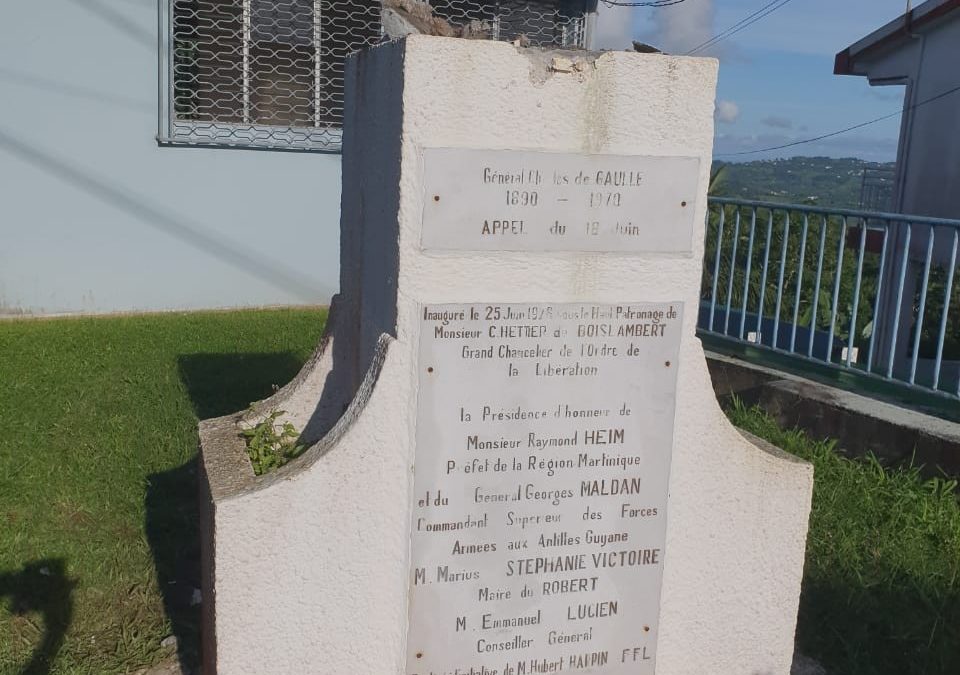 Général Charles de GAULLE
1890 – 1970
APPEL du 18 Juin
Inauguré le 25 Juin sous le Haut Patronage de
Monsieur C.HETTIER de BOISLAMBERT
Grand Chancelier de l'Ordre de
la Libération
la Présidence d'honneur de
Monsieur Raymond HEIM
Préfet de la Région Martinique
et du Général Georges MALDAN
Commandant Superieur des Forces
Armées aux Antilles Guyane
M. Marius STEPHANIE VICTOIRE
Maire du ROBERT
M. Emmanuel LUCIEN
Conseiller Général
de M. Hubert FFL